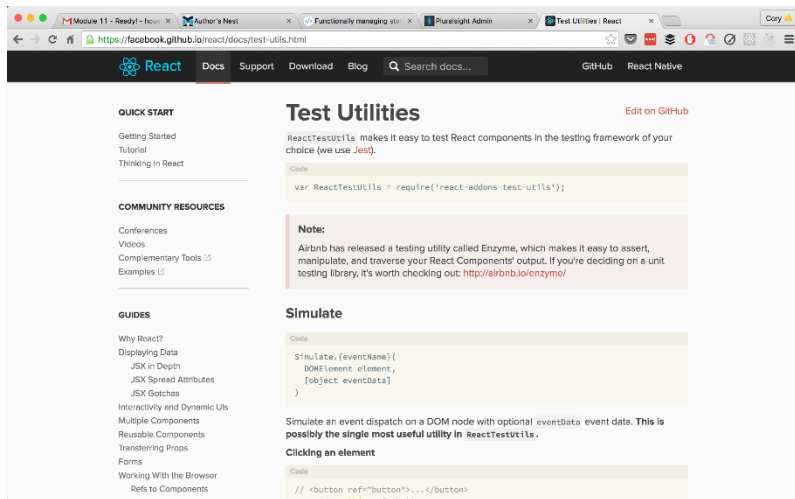 Module 11 - Ready! - hous
Author's Nest
Functionally managing stat
Pluralsight Admin
Test Utilities | React
Cory
https://facebook.github.io/react/docs/test-utils.html
React
Docs
Support
Download
Blog
Search docs...
GitHub
React Native
QUICK START
Getting Started
Tutorial
Thinking in React
COMMUNITY RESOURCES
Conferences
Videos
Complementary Tools
Examples
GUIDES
Why React?
Displaying Data
JSX in Depth
JSX Spread Attributes
JSX Gotchas
Interactivity and Dynamic UIs
Multiple Components
Reusable Components
Transferring Props
Forms
Working With the Browser
Refs to Components
Test Utilities
Edit on GitHub
ReactTestUtils makes it easy to test React components in the testing framework of your
choice (we use Jest).
Code
var ReactTestUtils = require('react-addons-test-utils');
Note:
Airbnb has released a testing utility called Enzyme, which makes it easy to assert,
manipulate, and traverse your React Components' output. If you're deciding on a unit
testing library, it's worth checking out: http://airbnb.io/enzyme/
Simulate
Code
Simulate.{eventName}(
DOMElement element,
[object eventData]
)
Simulate an event dispatch on a DOM node with optional eventData event data. This is
possibly the single most useful utility in ReactTestUtils.
Clicking an element
Code
// <button ref="button">...</button>